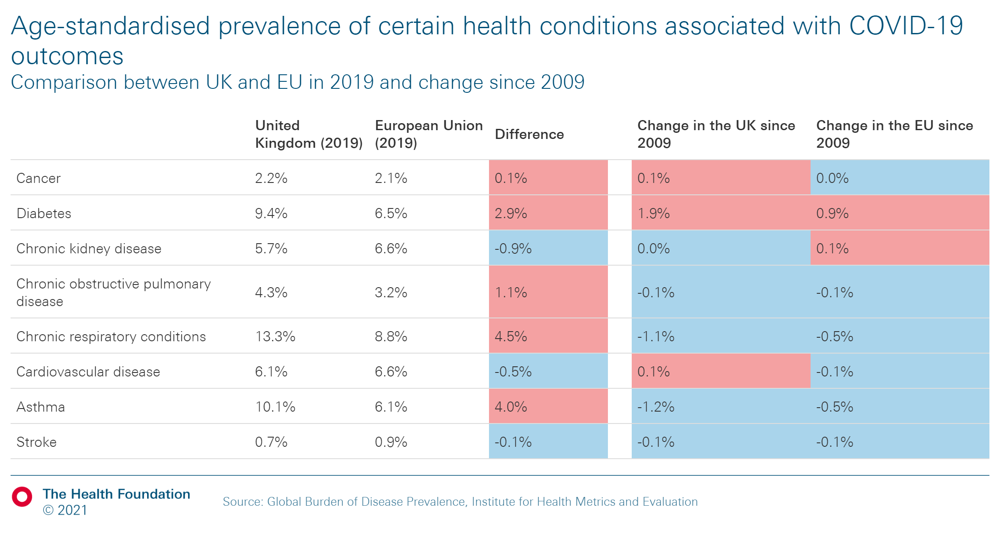 Age-standardised prevalence of certain health conditions associated with COVID-19
outcomes
Comparison between UK and EU in 2019 and change since 2009
United Kingdom (2019) European Union (2019) Difference Change in the UK since 2009 Change in the EU since 2009
Cancer 2.2% 2.1% 0.1% 0.1% 0.0%
Diabetes 9.4% 6.5% 2.9% 1.9% 0.9%
Chronic kidney disease 5.7% 6.6% -0.9% 0.0% 0.1%
Chronic obstructive pulmonary disease 4.3% 3.2% 1.1% -0.1% -0.1%
Chronic respiratory conditions 13.3% 8.8% 4.5% -1.1% -0.5%
Cardiovascular disease 6.1% 6.6% -0.5% 0.1% -0.1%
Asthma 10.1% 6.1% 4.0% -1.2% -0.5%
Stroke 0.7% 0.9% -0.1% -0.1% -0.1%
The Health Foundation
© 2021
Source: Global Burden of Disease Prevalence, Institute for Health Metrics and Evaluation